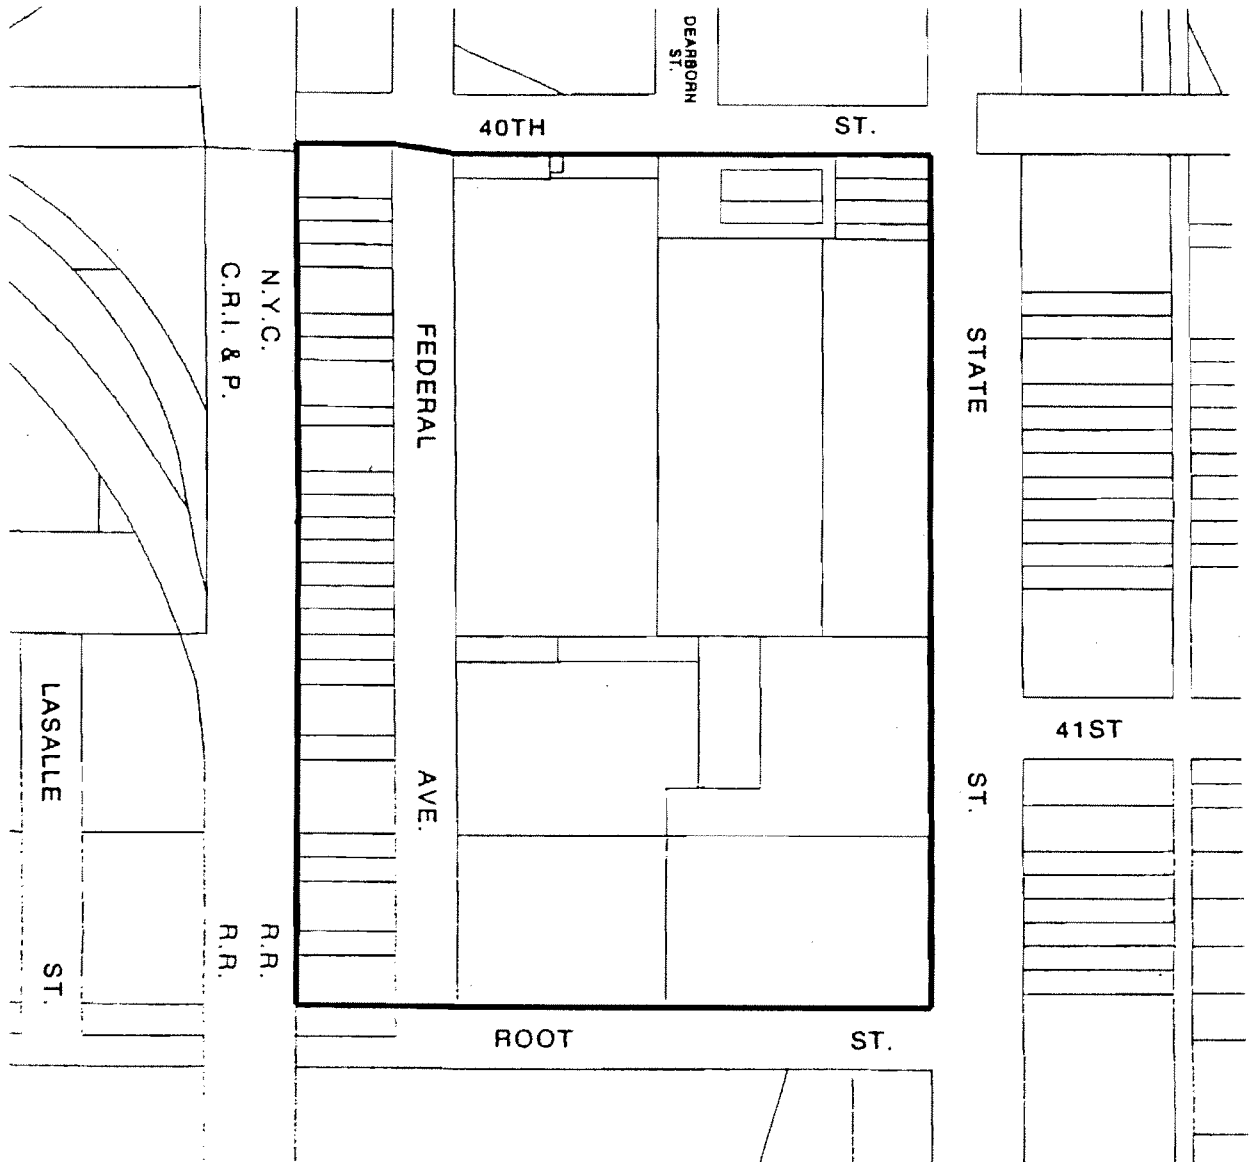 DEARBORN
ST.
40TH ST.
N.Y.C. R.R.
C.R.I. & P. R.R.
FEDERAL AVE.
STATE ST.
LASALLE ST.
41ST
ROOT ST.